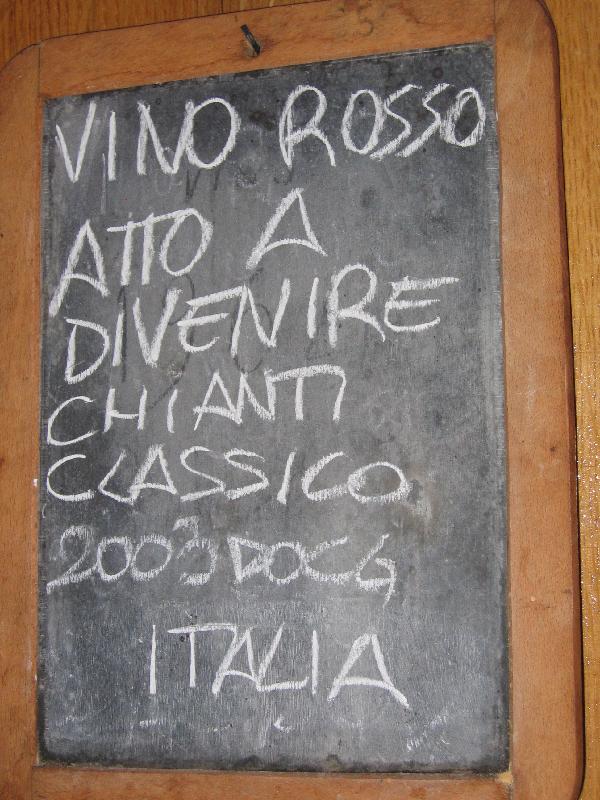 VINO ROSSO
ATTO A
DIVENIRE
CHIANTI
CLASSICO
2003 DOCG
ITALIA